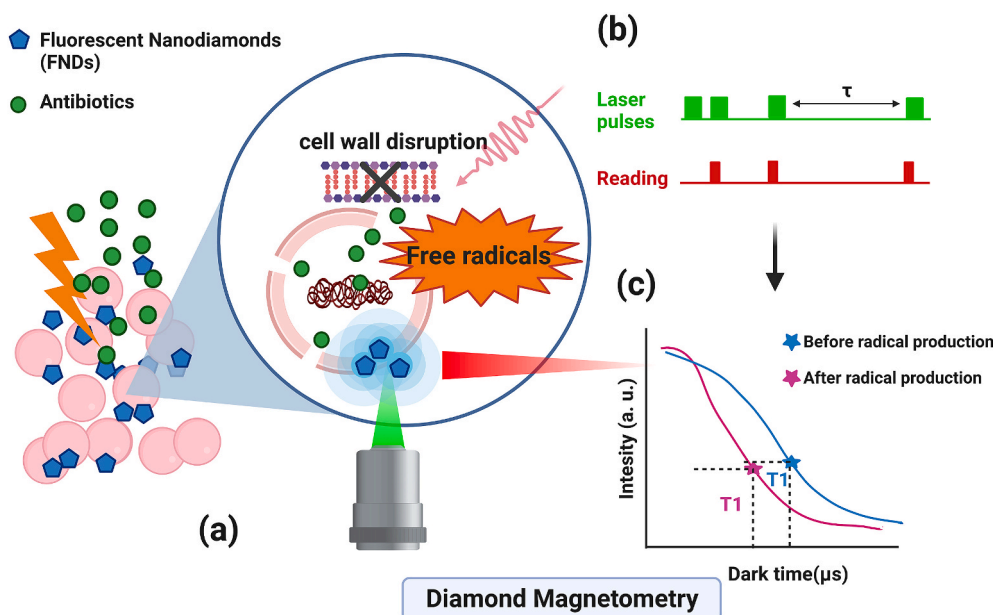 Fluorescent Nanodiamonds
(FNDs)
Antibiotics
cell wall disruption
Free radicals
(a)
(b)
Laser
pulses
τ
Reading
(c)
Before radical production
After radical production
Intesity (a. u.)
T1
T1
Dark time(µs)
Diamond Magnetometry